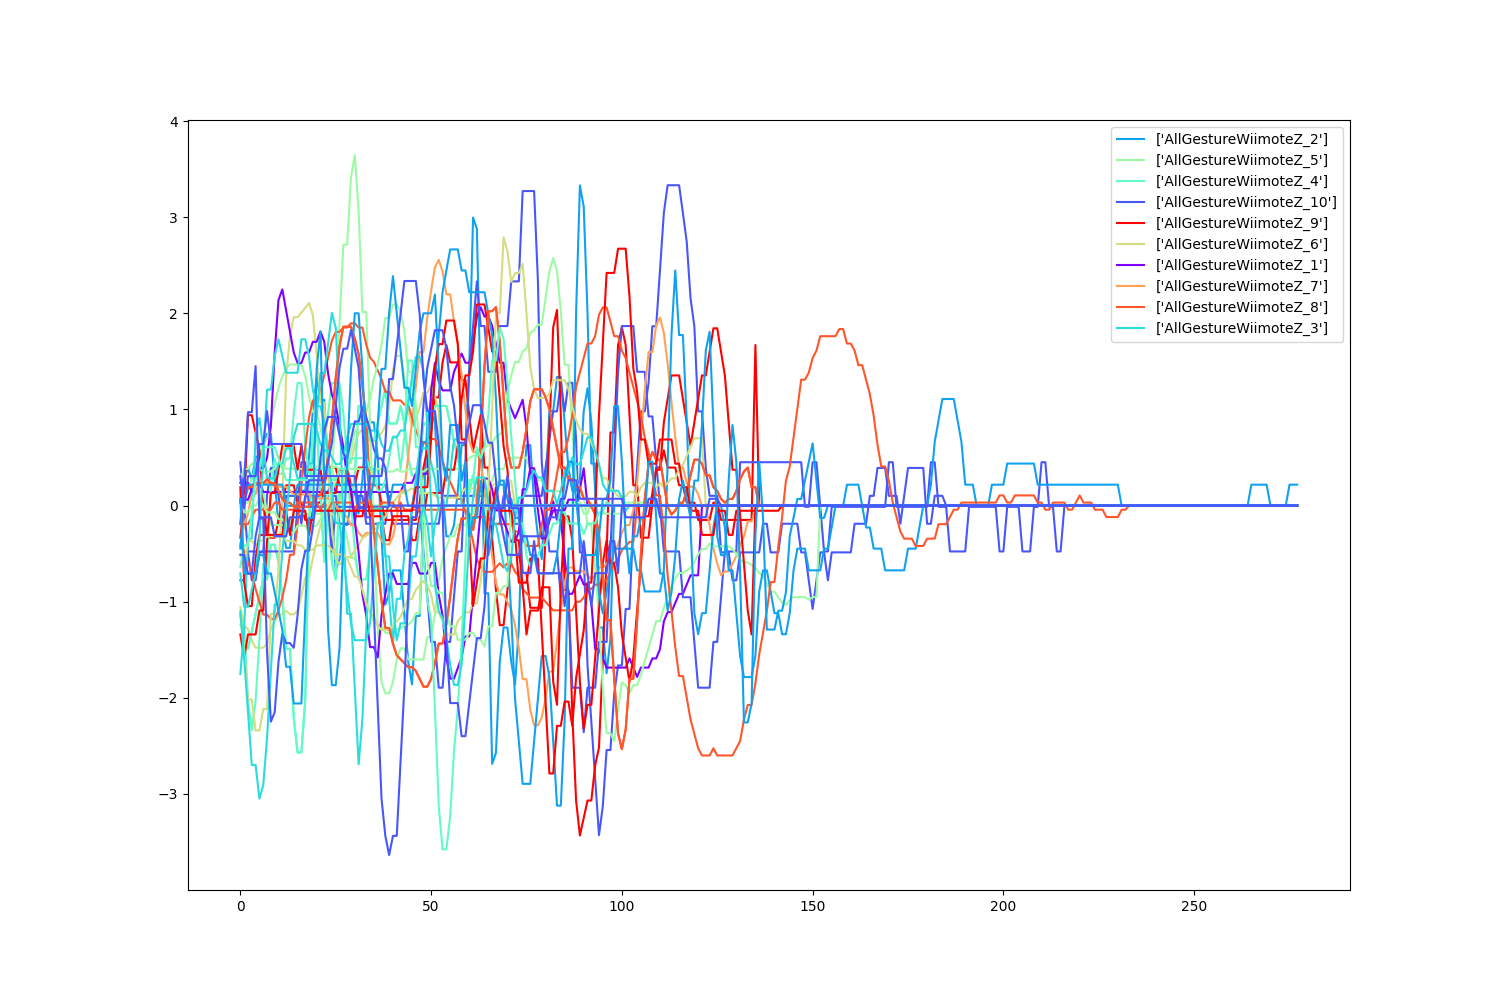 4
3
2
1
0
−1
−2
−3
0 50 100 150 200 250
['AllGestureWiimoteZ_2']
['AllGestureWiimoteZ_5']
['AllGestureWiimoteZ_4']
['AllGestureWiimoteZ_10']
['AllGestureWiimoteZ_9']
['AllGestureWiimoteZ_6']
['AllGestureWiimoteZ_1']
['AllGestureWiimoteZ_7']
['AllGestureWiimoteZ_8']
['AllGestureWiimoteZ_3']